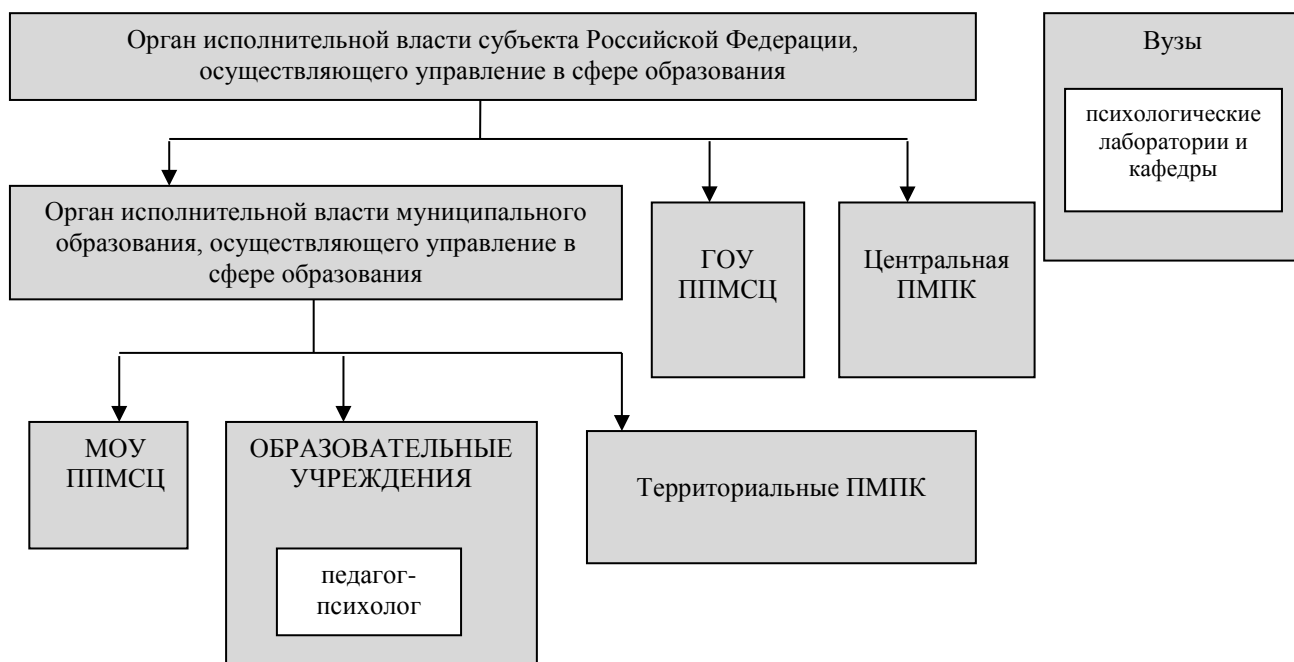 Орган исполнительной власти субъекта Российской Федерации,
осуществляющего управление в сфере образования
Вузы
психологические
лаборатории и
кафедры
Орган исполнительной власти муниципального
образования, осуществляющего управление в
сфере образования
ГОУ
ППМСЦ
Центральная
ПМПК
МОУ
ППМСЦ
ОБРАЗОВАТЕЛЬНЫЕ
УЧРЕЖДЕНИЯ
педагог-
психолог
Территориальные ПМПК